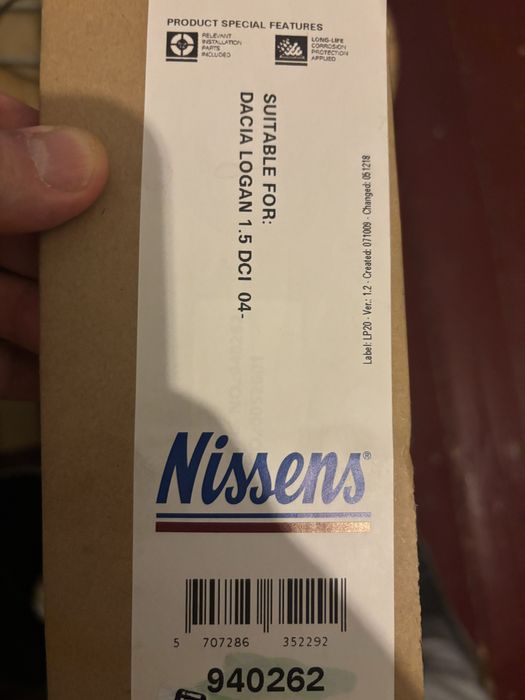 PRODUCT SPECIAL FEATURES
RELEVANT
INSTALLATION
PARTS
INCLUDED
LONG-LIFE
CORROSION
PROTECTION
APPLIED
SUITABLE FOR:
DACIA LOGAN 1.5 DCI 04-
Label: LP20 - Ver.: 1.2 - Created: 071009 - Changed: 051218
Nissens®
5 707286 352292
940262